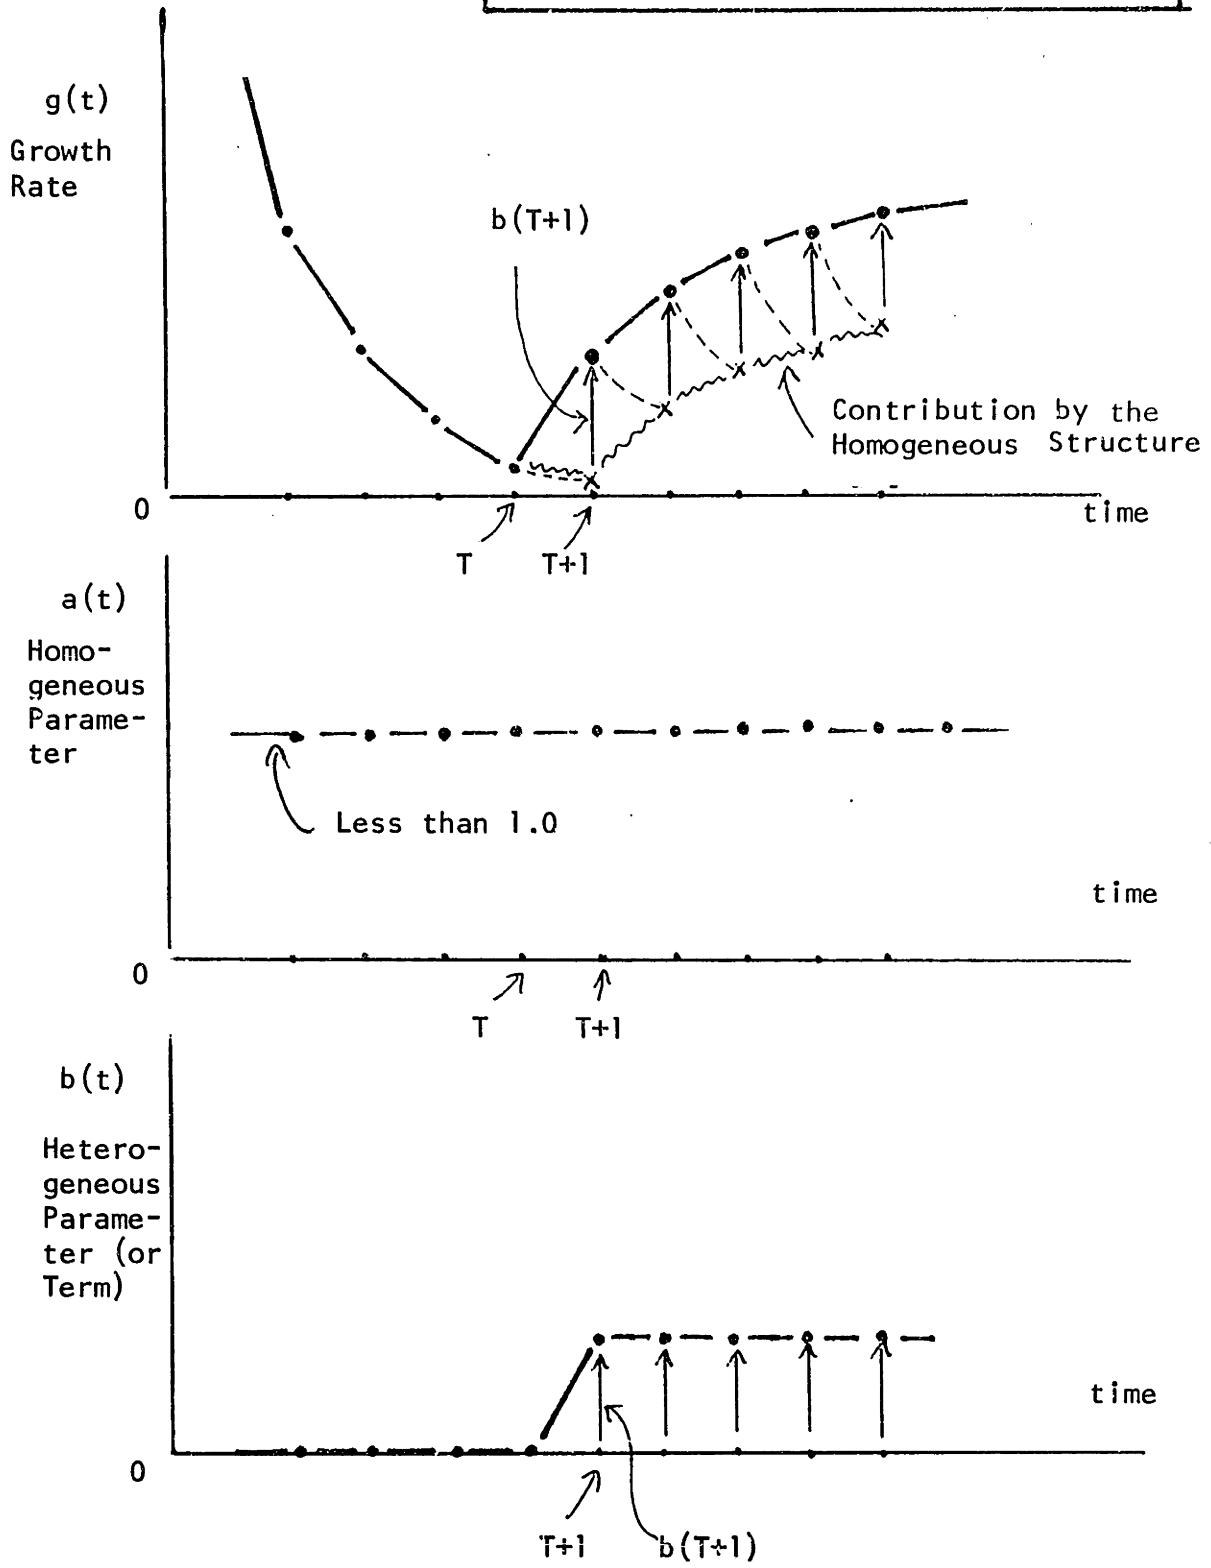 g(t)
Growth
Rate
b(T+1)
Contribution by the
Homogeneous Structure
0
time
T
T+1
a(t)
Homo-
geneous
Parame-
ter
Less than 1.0
time
0
T
T+1
b(t)
Hetero-
geneous
Parame-
ter (or
Term)
time
0
T+1
b(T+1)